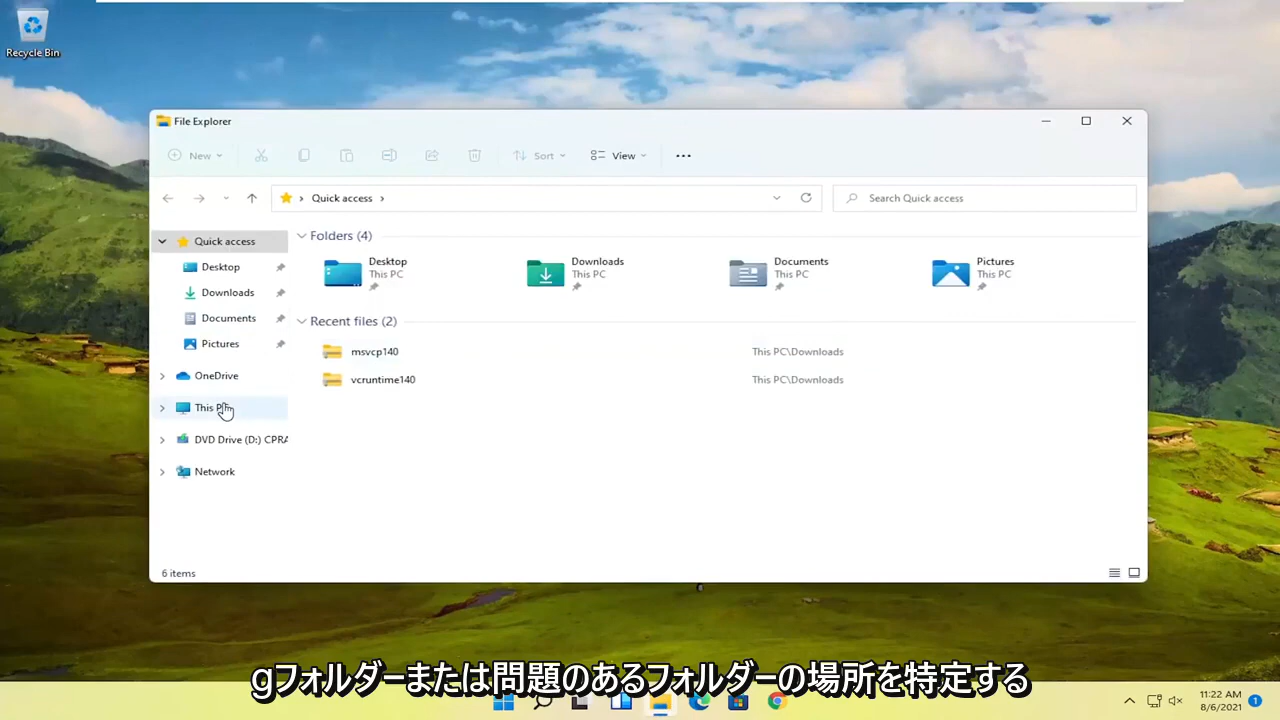 Recycle Bin
File Explorer
New
Sort
View
Quick access
Search Quick access
Quick access
Desktop
Downloads
Documents
Pictures
OneDrive
This
DVD Drive (D:) CPRA
Network
Folders (4)
Desktop
This PC
Downloads
This PC
Documents
This PC
Pictures
This PC
Recent files (2)
msvcp140 This PC\Downloads
vcruntime140 This PC\Downloads
6 items
gフォルダーまたは問題のあるフォルダーの場所を特定する
11:22 AM
8/6/2021
1